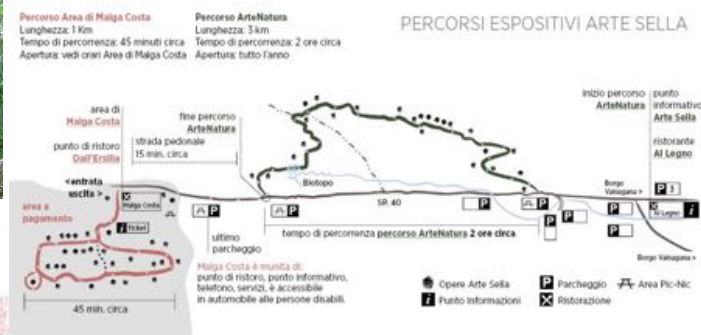 Percorso Area di Malga Costa
Lunghezza: 1 Km
Tempo di percorrenza: 45 minuti circa
Apertura: vedi orari Area di Malga Costa
Percorso ArteNatura
Lunghezza: 3 km
Tempo di percorrenza: 2 ore circa
Apertura: tutto l'anno
PERCORSI ESPOSITIVI ARTE SELLA
area di
Malga Costa
punto di ristoro
Dall'Ersilia
fine percorso
ArteNatura
strada pedonale
15 min. circa
inizio percorso
ArteNatura
punto
informativo
Arte Sella
ristorante
Al Legno
<entrata
uscita>
area a
pagamento
Malga Costa
i Ticket
Biotopo
SP. 40
Borgo
Valsugana >
P 3
Al Legno i
Borgo Valsugana >
P
P
P
P
P
P
P
P
ultimo
parcheggio
tempo di percorrenza percorso ArteNatura 2 ore circa
Malga Costa è munita di:
punto di ristoro, punto informativo,
telefono, servizi, è accessibile
in automobile alle persone disabili.
45 min. circa
Opere Arte Sella
i Punto Informazioni
P Parcheggio
Ristorazione
Area Pic-Nic